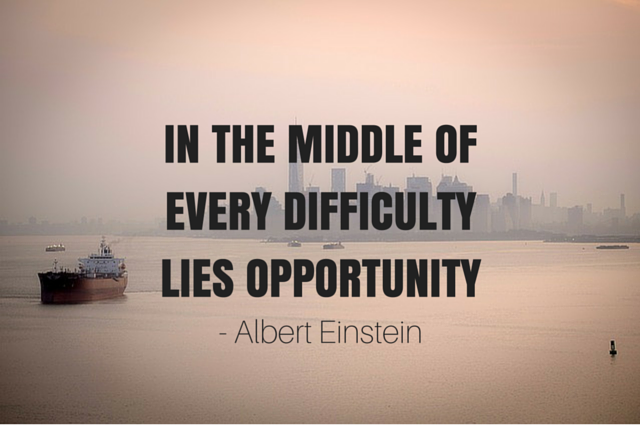 IN THE MIDDLE OF
EVERY DIFFICULTY
LIES OPPORTUNITY
- Albert Einstein